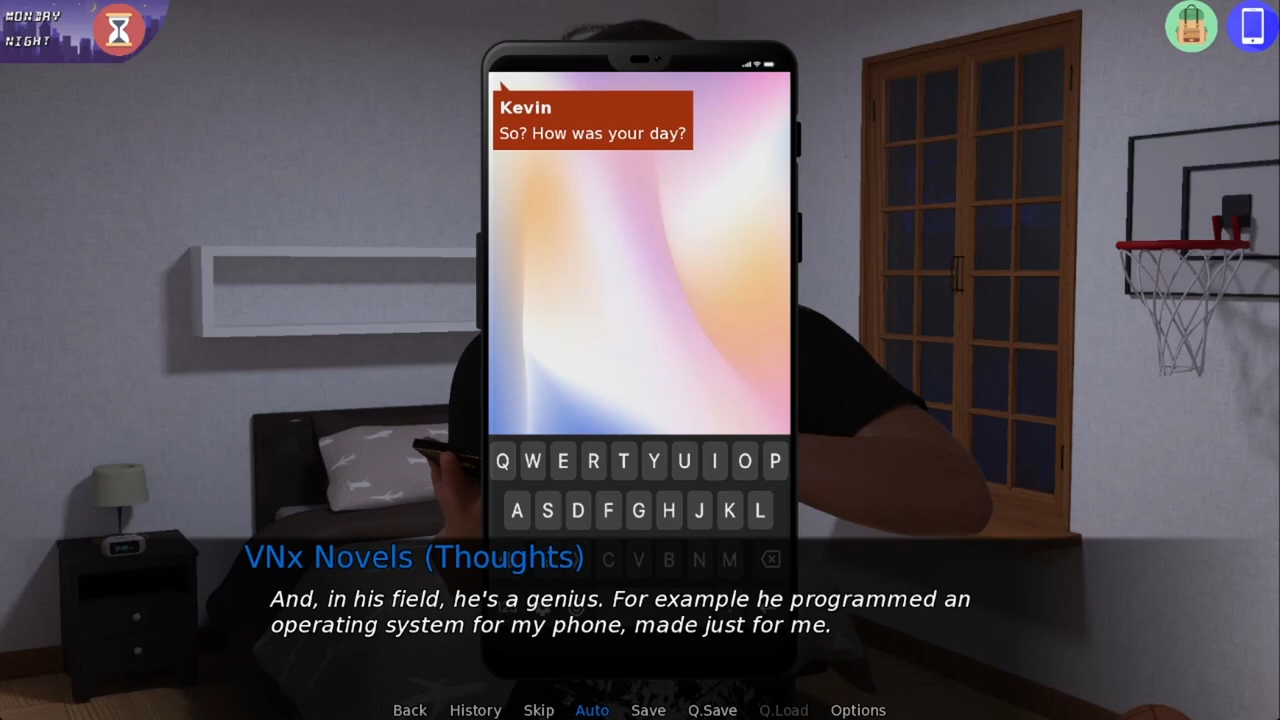 MONDAY
NIGHT
Kevin
So? How was your day?
Q W E R T Y U I O P
A S D F G H J K L
C V B N M
VNx Novels (Thoughts)
And, in his field, he's a genius. For example he programmed an
operating system for my phone, made just for me.
Back History Skip Auto Save Q.Save Q.Load Options